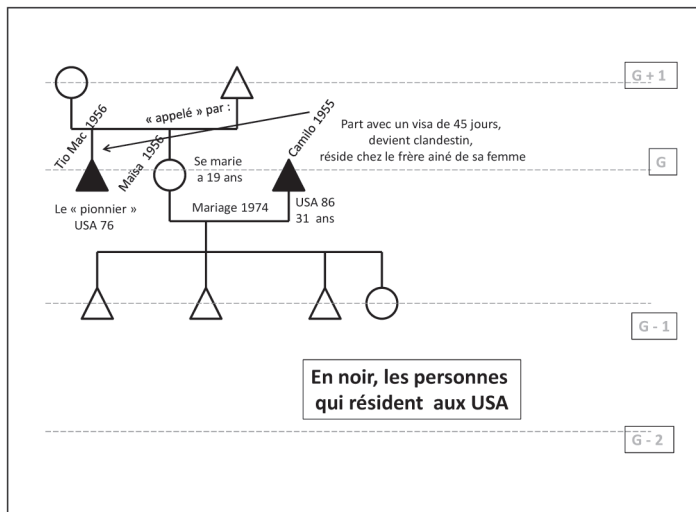 G + 1
Tio Mac 1956
« appelé » par :
Camilo 1955
Part avec un visa de 45 jours,
devient clandestin,
réside chez le frère ainé de sa femme
Maïsa 1956
Se marie
a 19 ans
G
Le « pionnier »
USA 76
Mariage 1974
USA 86
31 ans
G - 1
En noir, les personnes
qui résident aux USA
G - 2